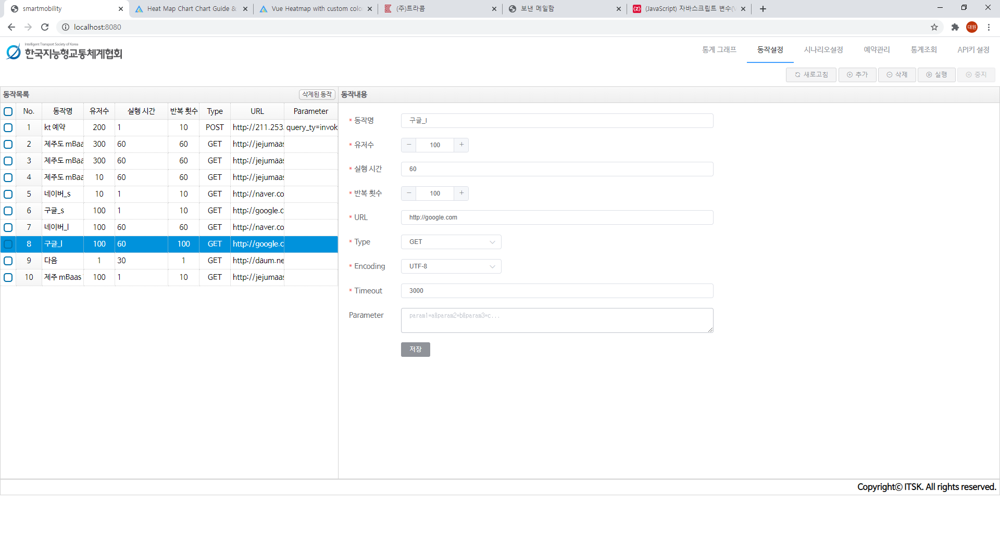 smartmobility
Heat Map Chart Chart Guide &
Vue Heatmap with custom colo
(주)트라콤
보낸 메일함
(JavaScript) 자바스크립트 변수(
localhost:8080
대원
Intelligent Transport Society of Korea
한국지능형교통체계협회
통계 그래프 동작설정 시나리오설정 예약관리 통계조회 API키 설정
새로고침 추가 삭제 실행 중지
동작목록 삭제된 동작
No. 동작명 유저수 실행 시간 반복 횟수 Type URL Parameter
1 kt 예약 200 1 10 POST http://211.253. query_ty=invok
2 제주도 mBaa 300 60 60 GET http://jejumaas
3 제주도 mBaa 300 60 60 GET http://jejumaas
4 제주도 mBaa 10 60 60 GET http://jejumaas
5 네이버_s 10 1 10 GET http://naver.co
6 구글_s 100 1 10 GET http://google.c
7 네이버_l 100 60 60 GET http://naver.co
8 구글_l 100 60 100 GET http://google.c
9 다음 1 30 1 GET http://daum.ne
10 제주 mBaas 100 1 10 GET http://jejumaas
동작내용
* 동작명 구글_l
* 유저수 − 100 +
* 실행 시간 60
* 반복 횟수 − 100 +
* URL http://google.com
* Type GET
* Encoding UTF-8
* Timeout 3000
Parameter param1=a&param2=b&param3=c...
저장
Copyrightⓒ ITSK. All rights reserved.